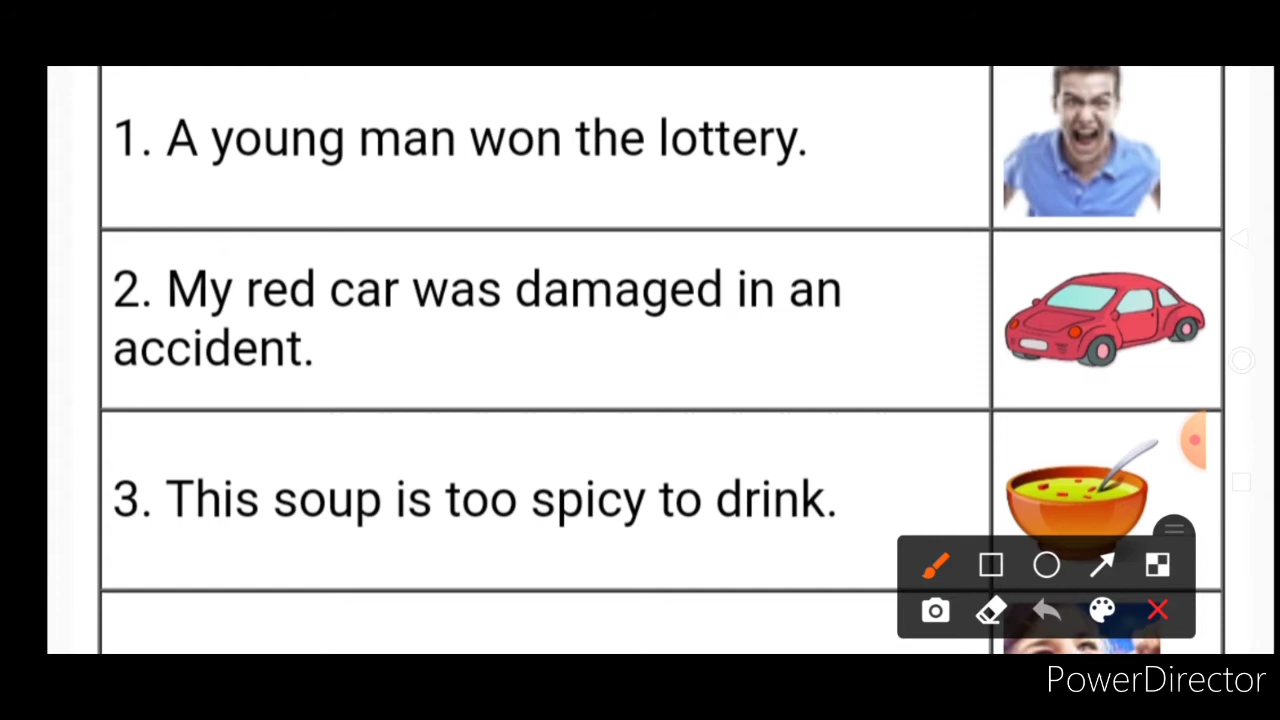 1. A young man won the lottery.
2. My red car was damaged in an
accident.
3. This soup is too spicy to drink.
PowerDirector